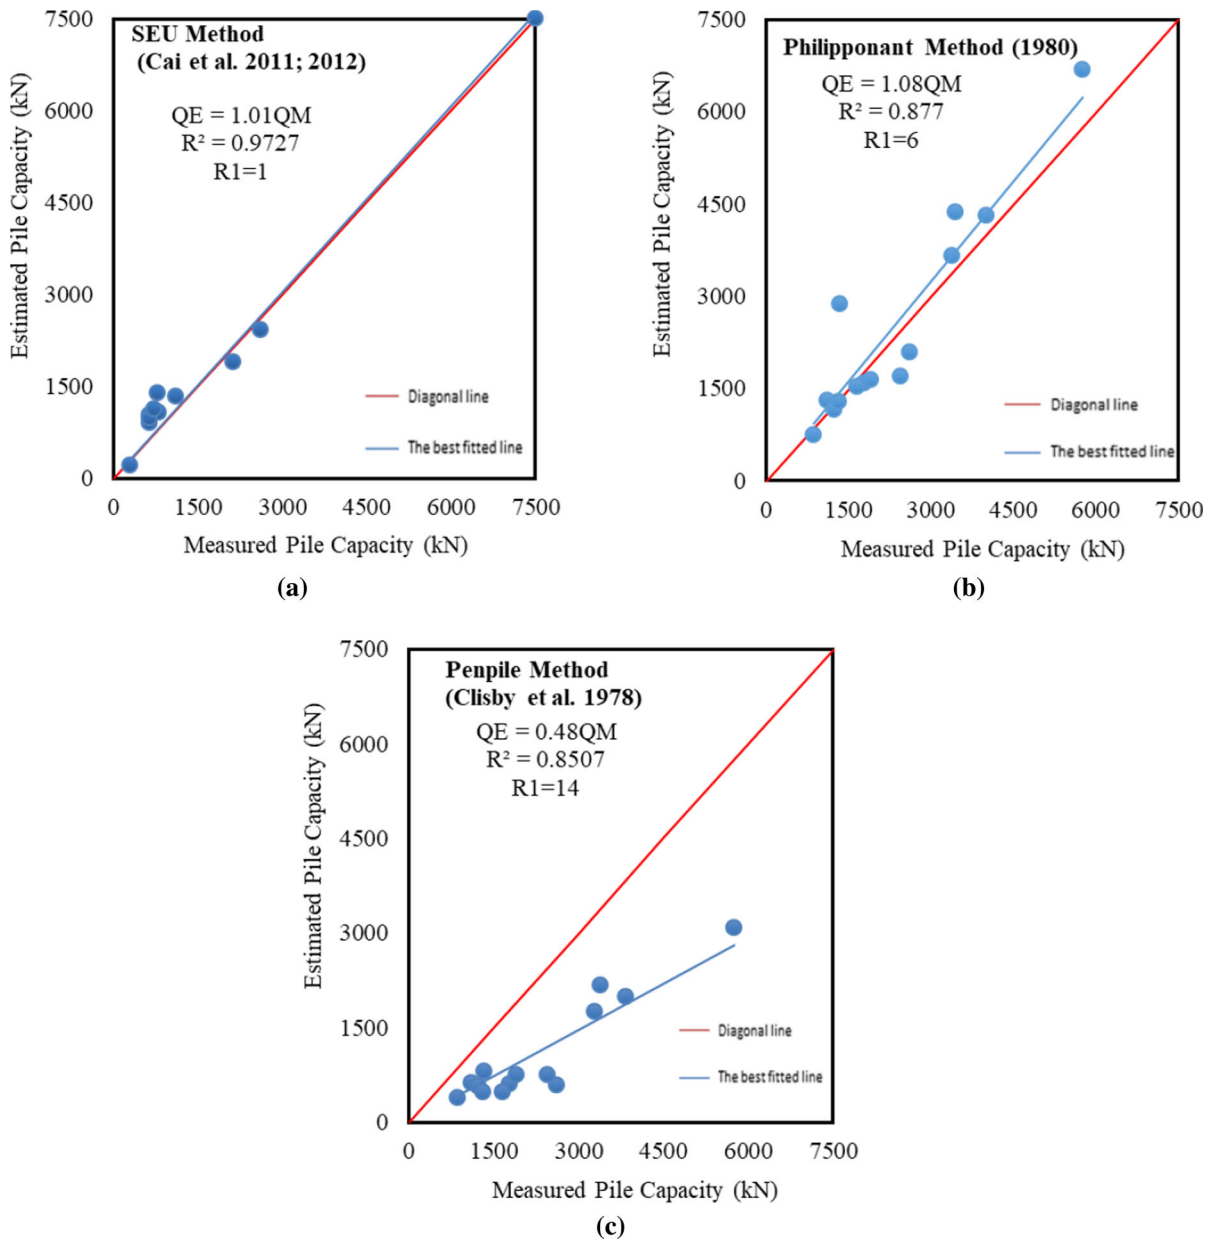 SEU Method
(Cai et al. 2011; 2012)
QE = 1.01QM
R² = 0.9727
R1=1
Estimated Pile Capacity (kN)
7500
6000
4500
3000
1500
0
Diagonal line
The best fitted line
0 1500 3000 4500 6000 7500
Measured Pile Capacity (kN)
(a)
Philipponant Method (1980)
QE = 1.08QM
R² = 0.877
R1=6
Estimated Pile Capacity (kN)
7500
6000
4500
3000
1500
0
Diagonal line
The best fitted line
0 1500 3000 4500 6000 7500
Measured Pile Capacity (kN)
(b)
Penpile Method
(Clisby et al. 1978)
QE = 0.48QM
R² = 0.8507
R1=14
Estimated Pile Capacity (kN)
7500
6000
4500
3000
1500
0
Diagonal line
The best fitted line
0 1500 3000 4500 6000 7500
Measured Pile Capacity (kN)
(c)